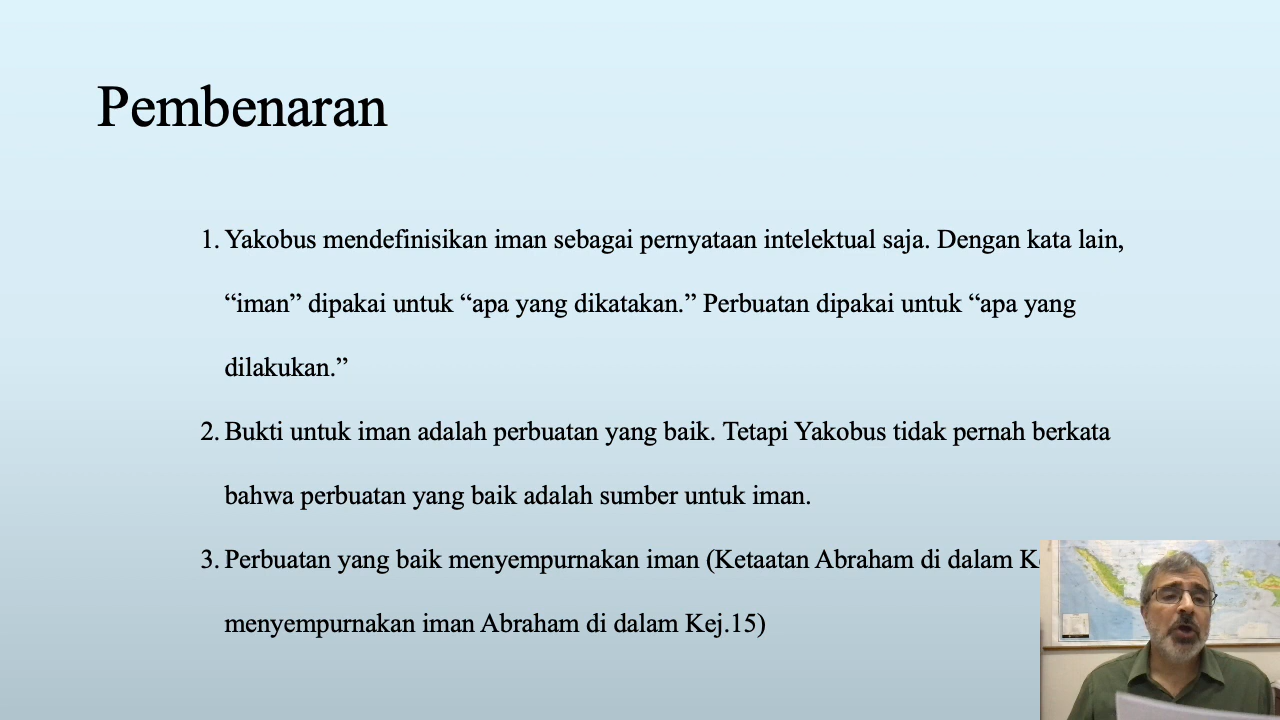 Pembenaran
1. Yakobus mendefinisikan iman sebagai pernyataan intelektual saja. Dengan kata lain,
“iman” dipakai untuk “apa yang dikatakan.” Perbuatan dipakai untuk “apa yang
dilakukan.”
2. Bukti untuk iman adalah perbuatan yang baik. Tetapi Yakobus tidak pernah berkata
bahwa perbuatan yang baik adalah sumber untuk iman.
3. Perbuatan yang baik menyempurnakan iman (Ketaatan Abraham di dalam
menyempurnakan iman Abraham di dalam Kej.15)